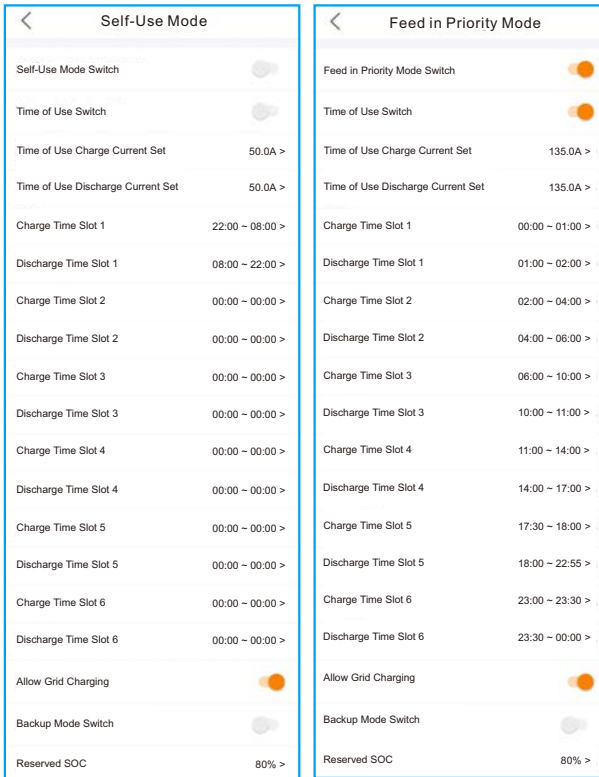 Self-Use Mode
Self-Use Mode Switch
Time of Use Switch
Time of Use Charge Current Set 50.0A >
Time of Use Discharge Current Set 50.0A >
Charge Time Slot 1 22:00 ~ 08:00 >
Discharge Time Slot 1 08:00 ~ 22:00 >
Charge Time Slot 2 00:00 ~ 00:00 >
Discharge Time Slot 2 00:00 ~ 00:00 >
Charge Time Slot 3 00:00 ~ 00:00 >
Discharge Time Slot 3 00:00 ~ 00:00 >
Charge Time Slot 4 00:00 ~ 00:00 >
Discharge Time Slot 4 00:00 ~ 00:00 >
Charge Time Slot 5 00:00 ~ 00:00 >
Discharge Time Slot 5 00:00 ~ 00:00 >
Charge Time Slot 6 00:00 ~ 00:00 >
Discharge Time Slot 6 00:00 ~ 00:00 >
Allow Grid Charging
Backup Mode Switch
Reserved SOC 80% >
Feed in Priority Mode
Feed in Priority Mode Switch
Time of Use Switch
Time of Use Charge Current Set 135.0A >
Time of Use Discharge Current Set 135.0A >
Charge Time Slot 1 00:00 ~ 01:00 >
Discharge Time Slot 1 01:00 ~ 02:00 >
Charge Time Slot 2 02:00 ~ 04:00 >
Discharge Time Slot 2 04:00 ~ 06:00 >
Charge Time Slot 3 06:00 ~ 10:00 >
Discharge Time Slot 3 10:00 ~ 11:00 >
Charge Time Slot 4 11:00 ~ 14:00 >
Discharge Time Slot 4 14:00 ~ 17:00 >
Charge Time Slot 5 17:30 ~ 18:00 >
Discharge Time Slot 5 18:00 ~ 22:55 >
Charge Time Slot 6 23:00 ~ 23:30 >
Discharge Time Slot 6 23:30 ~ 00:00 >
Allow Grid Charging
Backup Mode Switch
Reserved SOC 80% >